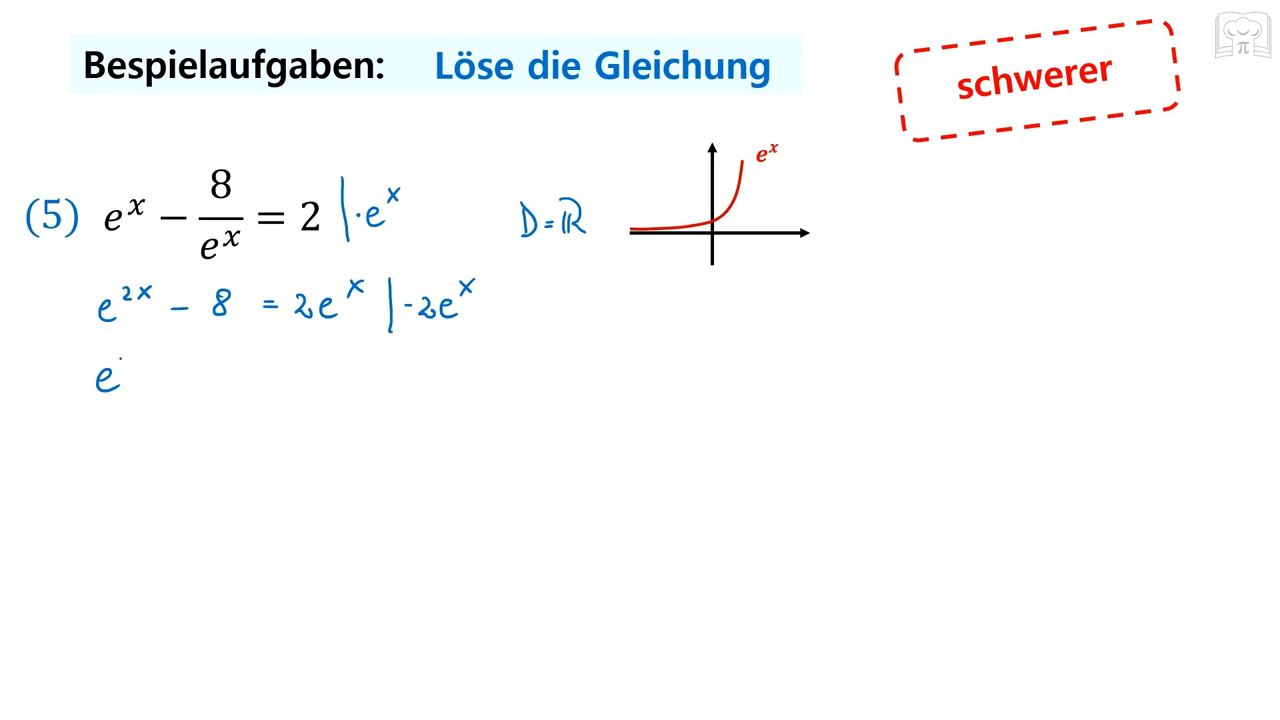 Bespielaufgaben: Löse die Gleichung
schwerer
(5) e^x − 8/e^x = 2 | · e^x
D = ℝ
e^x
e^{2x} − 8 = 2e^x | −2e^x
e